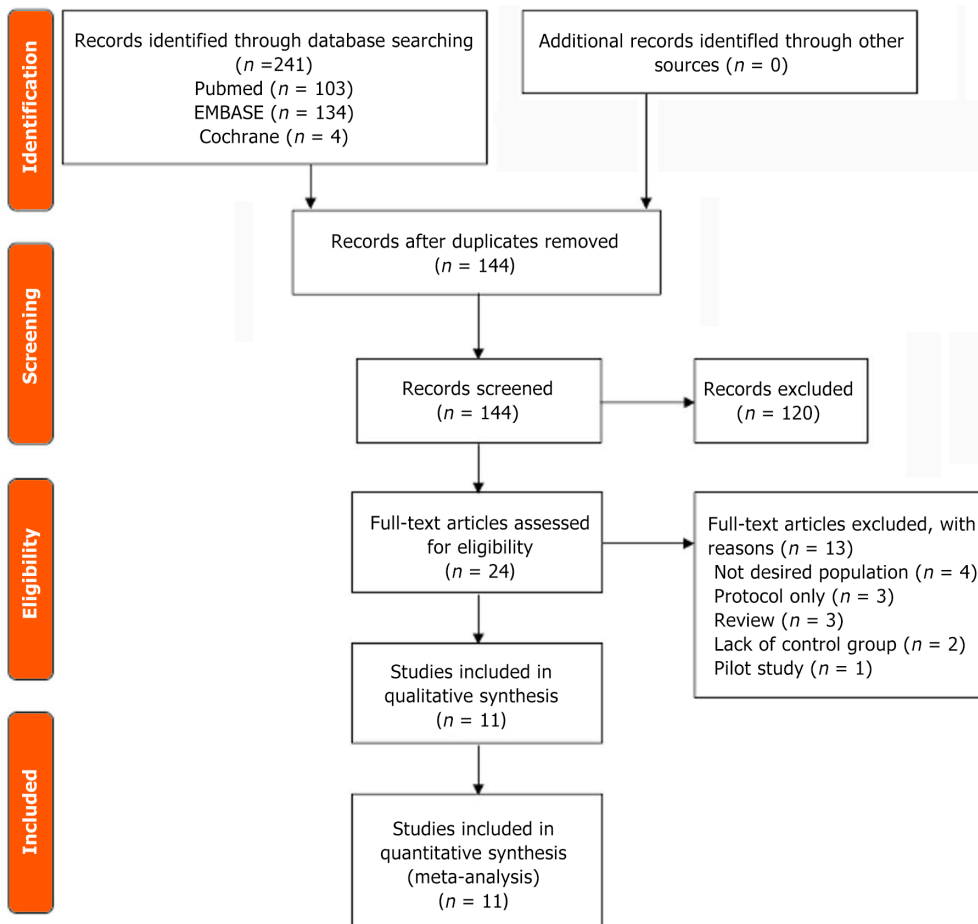 Identification
Records identified through database searching
(n =241)
Pubmed (n = 103)
EMBASE (n = 134)
Cochrane (n = 4)
Additional records identifled through other
sources (n = 0)
Records after duplicates removed
(n = 144)
Screening
Records screened
(n = 144)
Records excluded
(n = 120)
Eligibility
Full-text articles assessed
for eligibility
(n = 24)
Full-text articles excluded, with
reasons (n = 13)
Not desired population (n = 4)
Protocol only (n = 3)
Review (n = 3)
Lack of control group (n = 2)
Pilot study (n = 1)
Studies included in
qualitative synthesis
(n = 11)
Included
Studies included in
quantitative synthesis
(meta-analysis)
(n = 11)